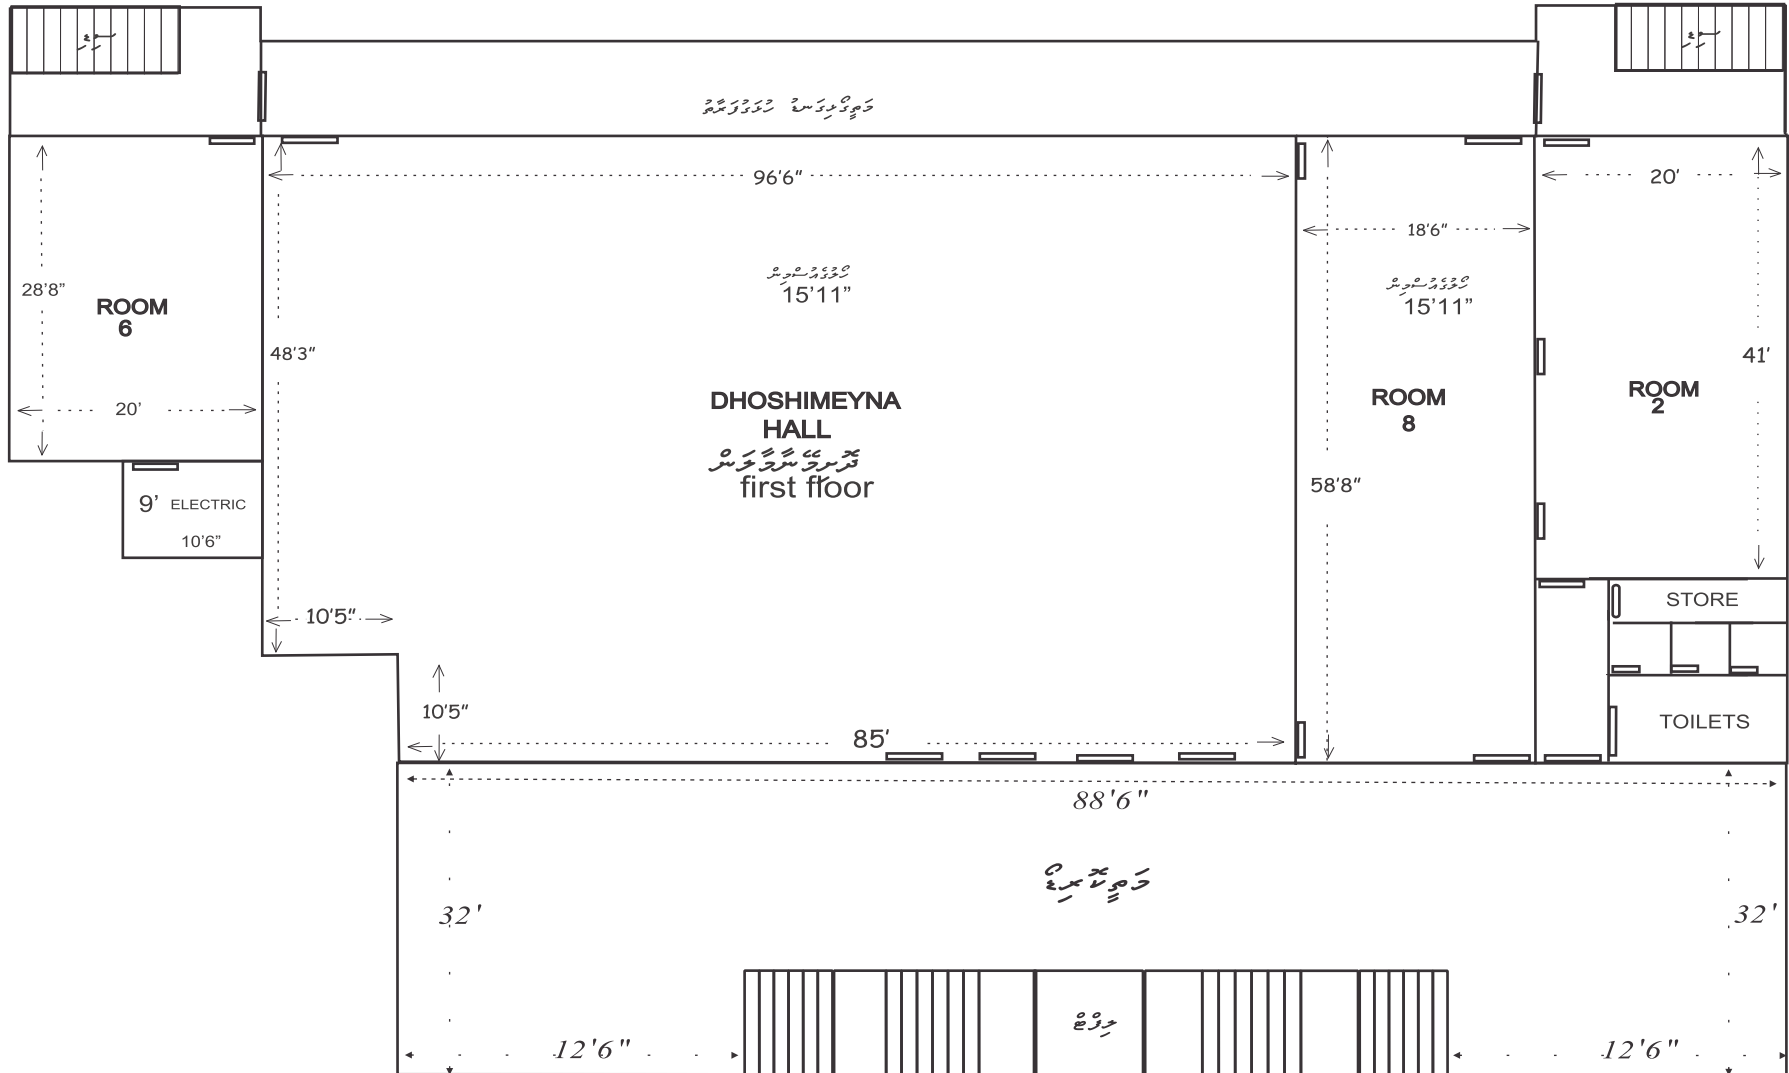 ސިޑި
ސިޑި
މަތީގޯޅިގަނޑު ހުޅަގުފަރާތު
96'6"
20'
18'6"
28'8"
ROOM
6
ހޯލުގެއުސްމިން
15'11"
ހޯލުގެއުސްމިން
15'11"
48'3"
41'
20'
DHOSHIMEYNA
HALL
ދޮށިމޭނާމާލަން
first floor
ROOM
8
ROOM
2
58'8"
9' ELECTRIC
10'6"
10'5"
STORE
10'5"
85'
TOILETS
88'6"
މަތީކޮރިޑޯ
32'
32'
ލިފްޓް
12'6"
12'6"